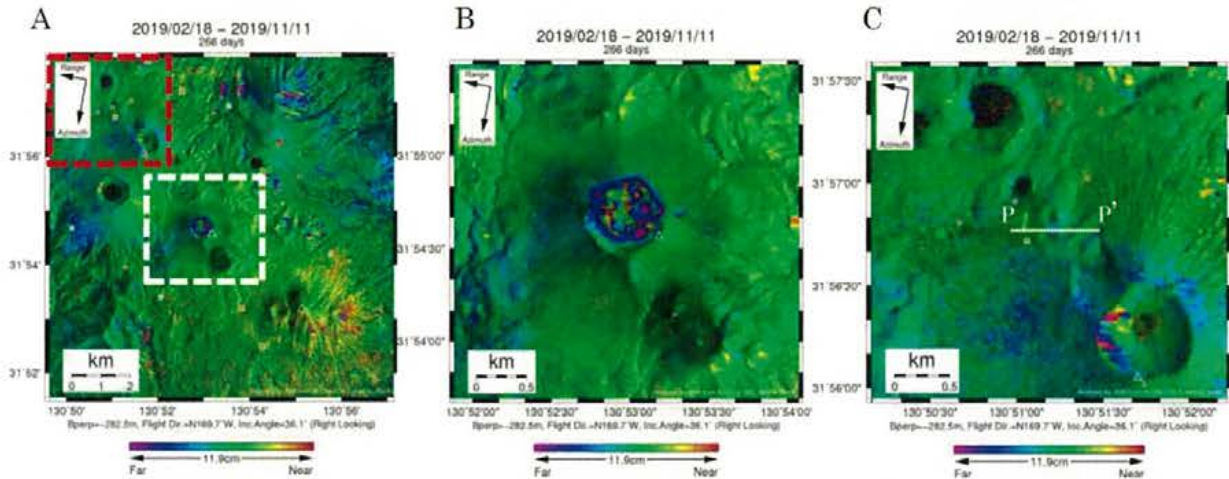 A
2019/02/18 – 2019/11/11
266 days
Range
Azimuth
31˚56'
31˚54'
31˚52'
km
0 1 2
130˚50' 130˚52' 130˚54' 130˚56'
Bperp=-282.5m, Flight Dir.=N169.7˚W, Inc.Angle=36.1˚ (Right Looking)
11.9cm
Far Near
B
2019/02/18 – 2019/11/11
266 days
Range
Azimuth
31˚55'00"
31˚54'30"
31˚54'00"
km
0 0.5
130˚52'00" 130˚52'30" 130˚53'00" 130˚53'30" 130˚54'00"
Bperp=-282.5m, Flight Dir.=N169.7˚W, Inc.Angle=36.1˚ (Right Looking)
11.9cm
Far Near
C
2019/02/18 – 2019/11/11
266 days
Range
Azimuth
31˚57'30"
31˚57'00"
P P'
31˚56'30"
31˚56'00"
km
0 0.5
130˚50'30" 130˚51'00" 130˚51'30" 130˚52'00"
Bperp=-282.5m, Flight Dir.=N169.7˚W, Inc.Angle=36.1˚ (Right Looking)
11.9cm
Far Near